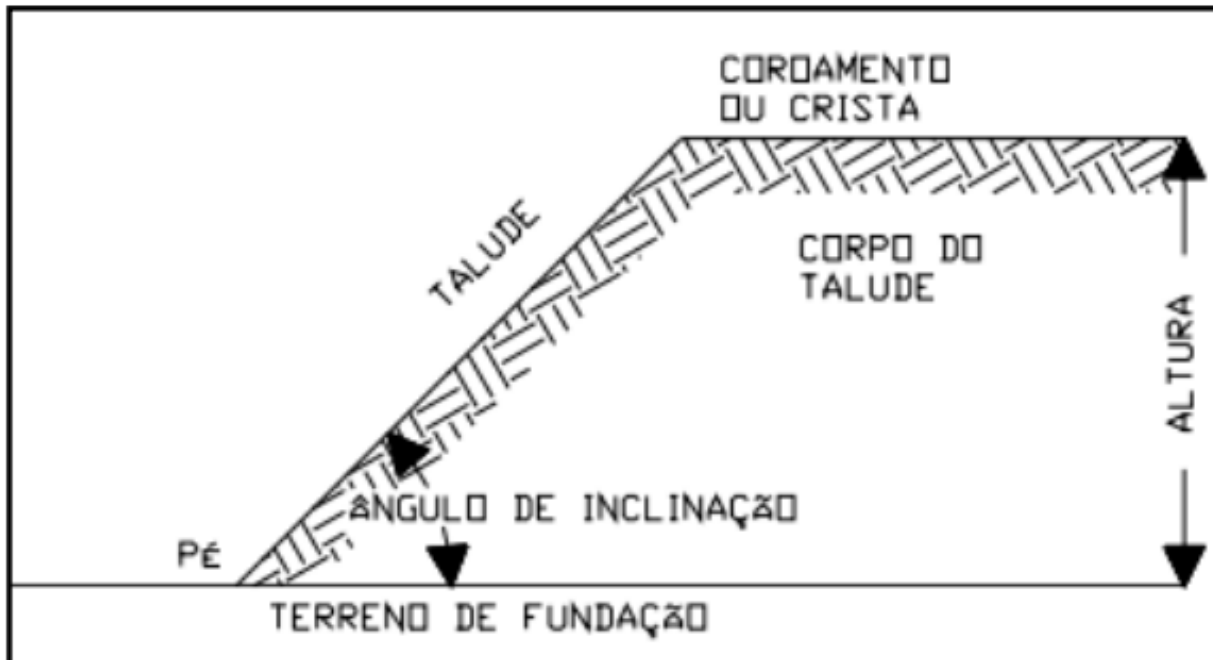 COROAMENTO
OU CRISTA
TALUDE
CORPO DO
TALUDE
ALTURA
ÂNGULO DE INCLINAÇÃO
PÉ
TERRENO DE FUNDAÇÃO